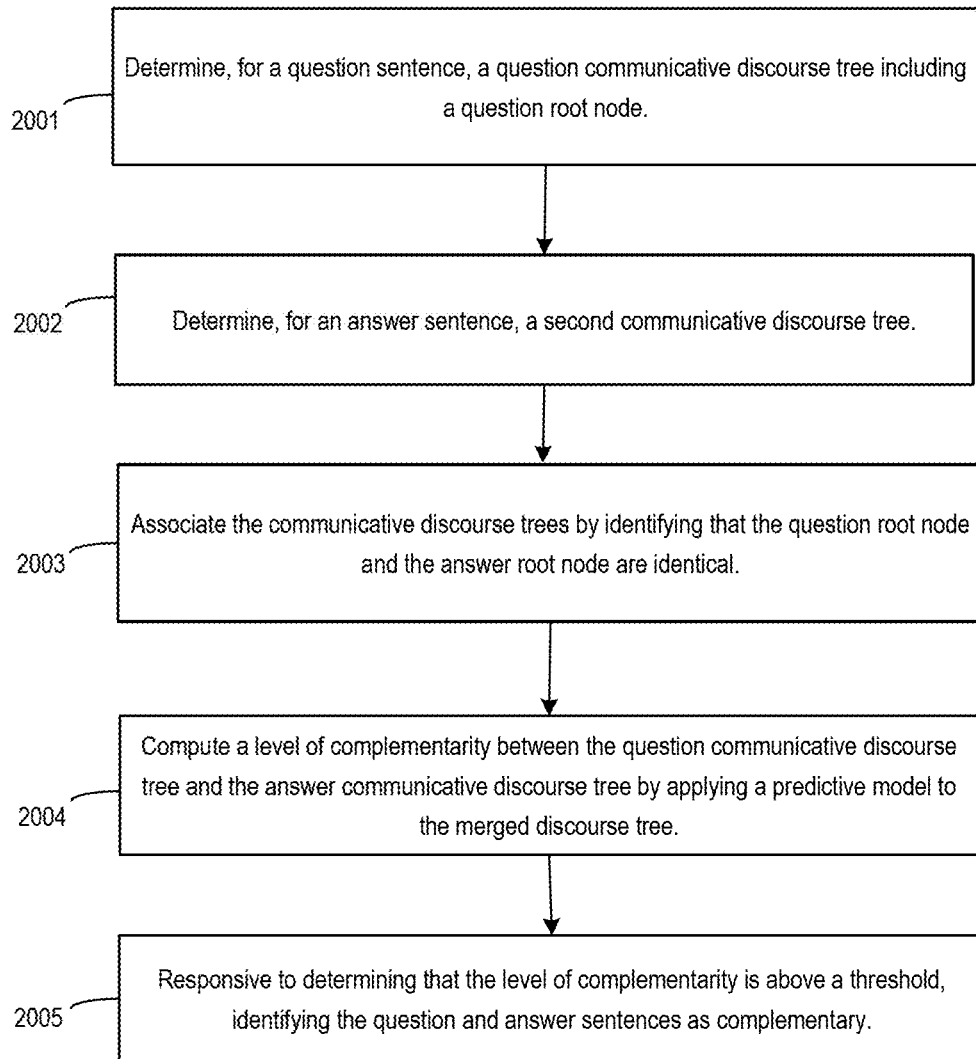 Determine, for a question sentence, a question communicative discourse tree including
a question root node.
2001
Determine, for an answer sentence, a second communicative discourse tree.
2002
Associate the communicative discourse trees by identifying that the question root node
and the answer root node are identical.
2003
Compute a level of complementarity between the question communicative discourse
tree and the answer communicative discourse tree by applying a predictive model to
the merged discourse tree.
2004
Responsive to determining that the level of complementarity is above a threshold,
identifying the question and answer sentences as complementary.
2005